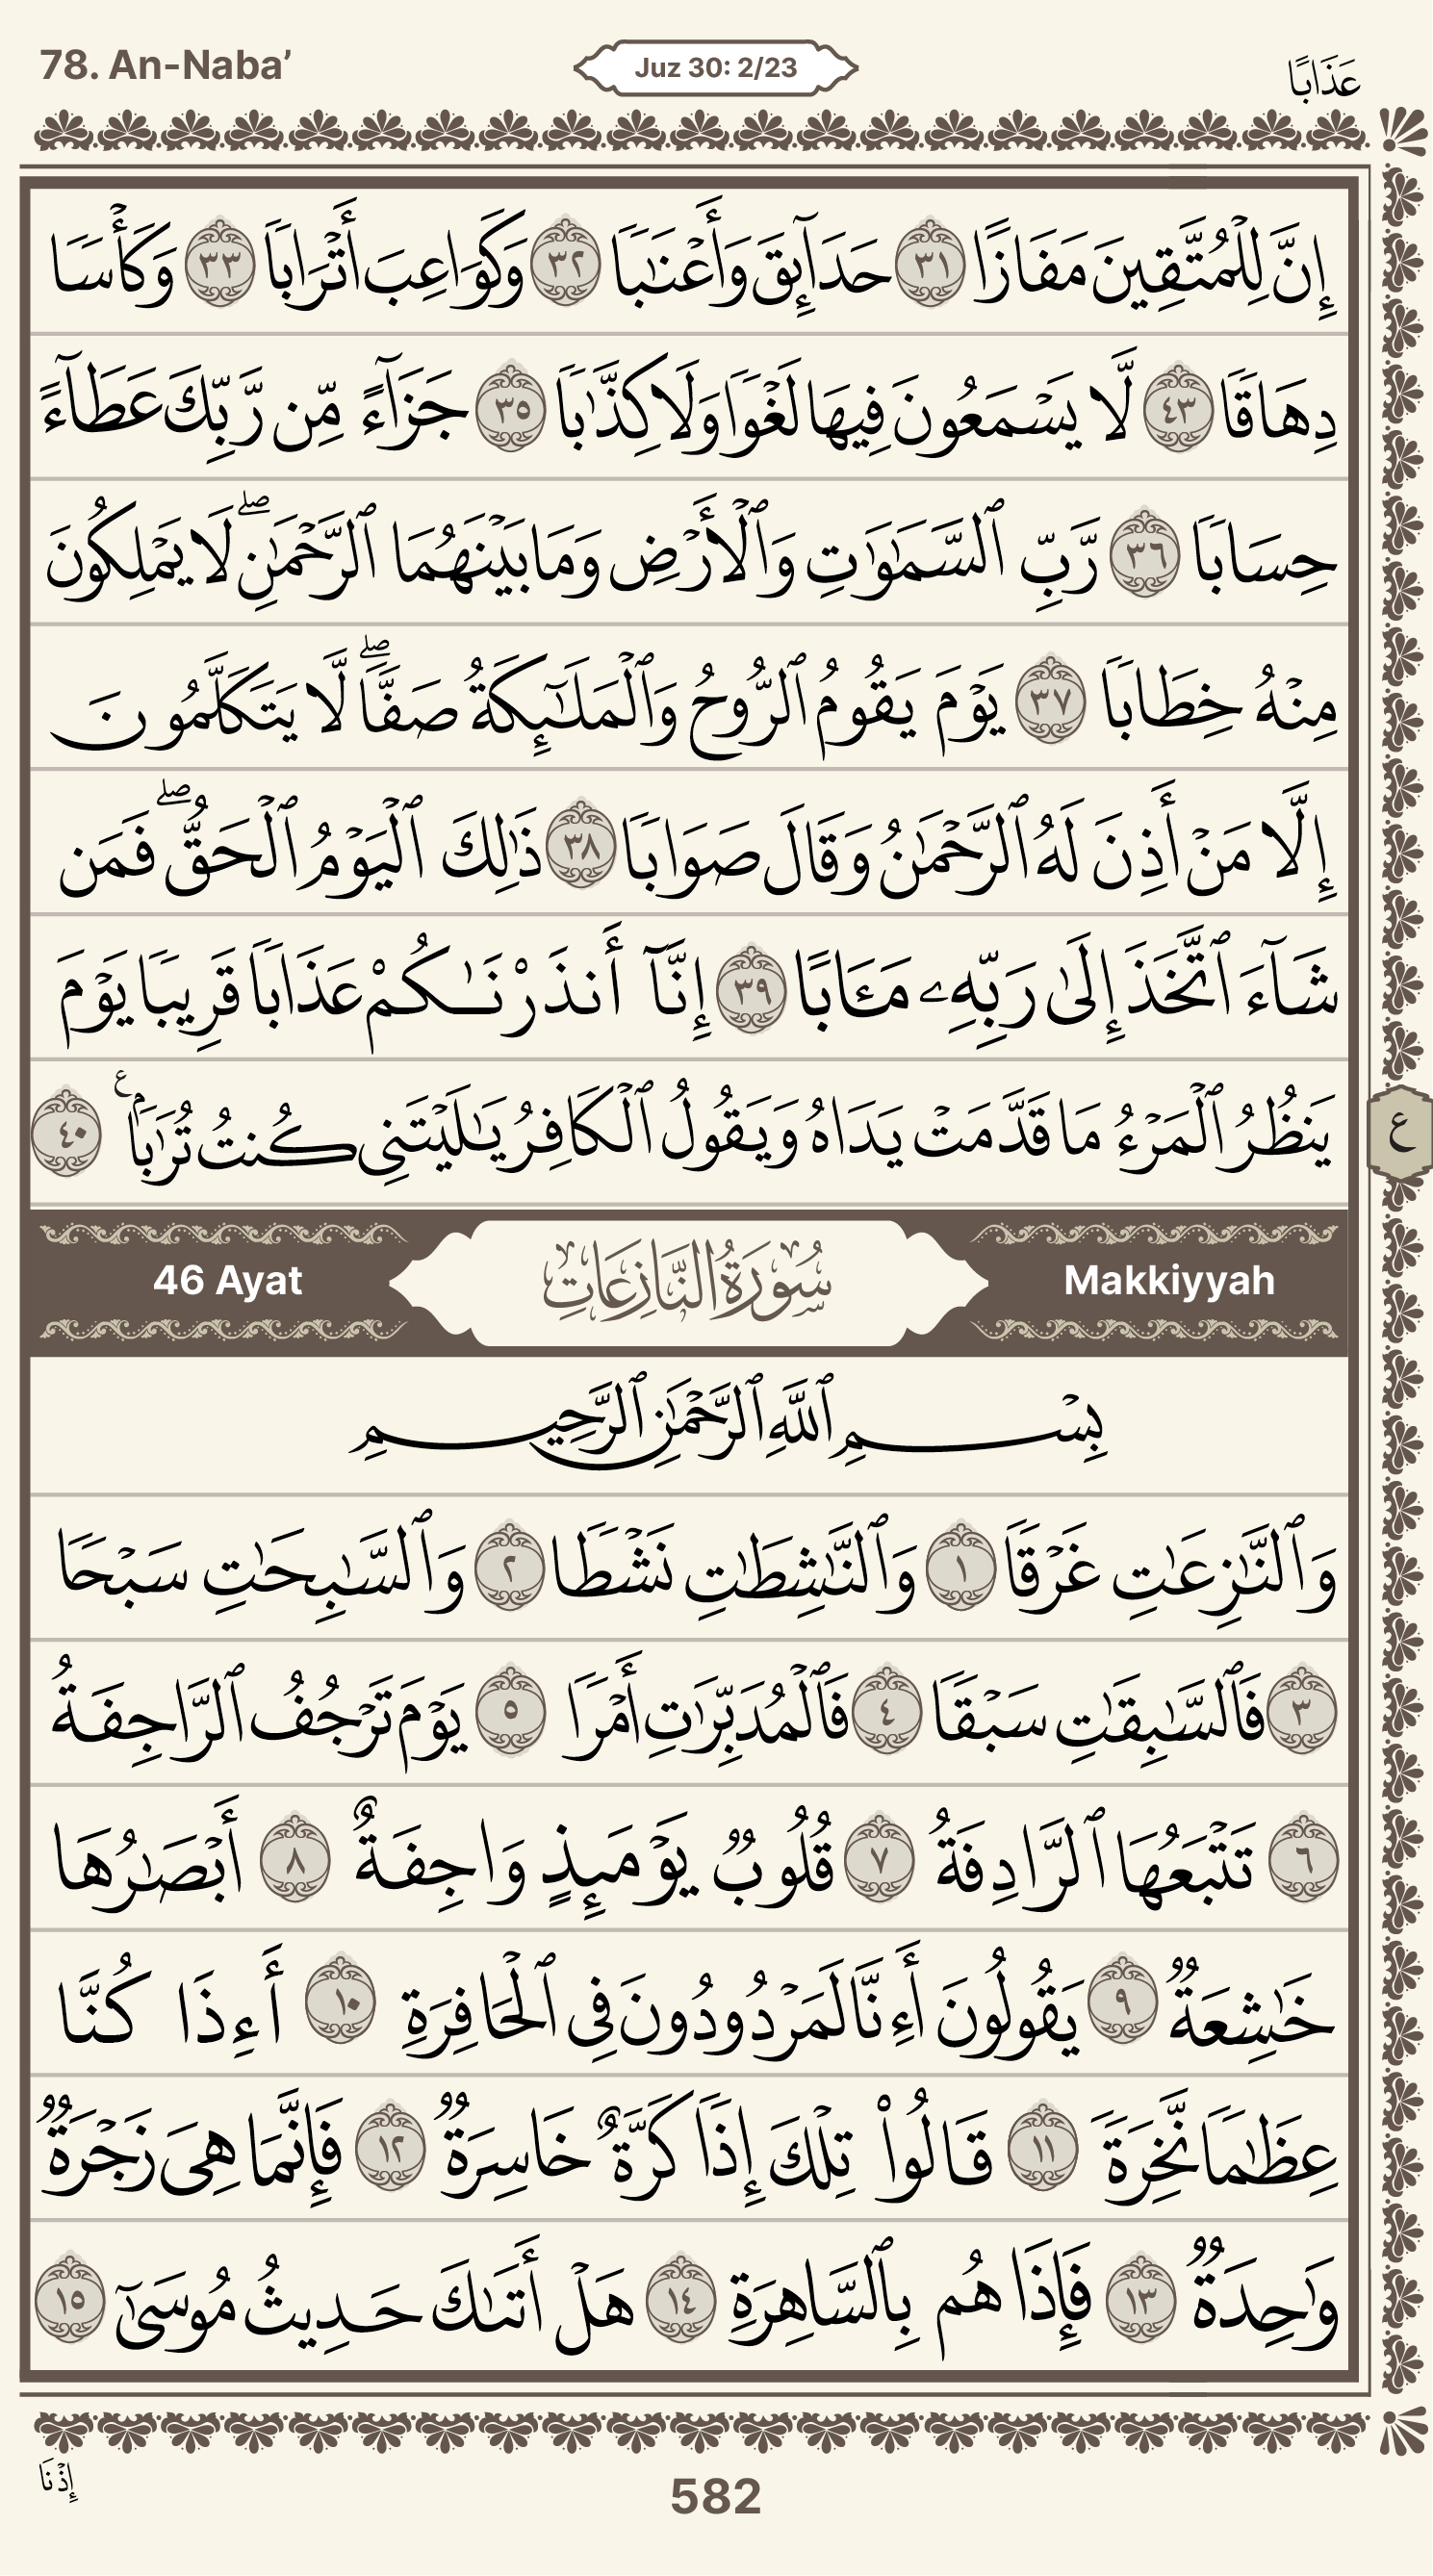 78. An-Naba’
Juz 30: 2/23
عَذَابًا
إِنَّ لِلْمُتَّقِينَ مَفَازًا ٣١ حَدَآئِقَ وَأَعْنَٰبًا ٣٢ وَكَوَاعِبَ أَتْرَابًا ٣٣ وَكَأْسًا
دِهَاقًا ٤٣ لَّا يَسْمَعُونَ فِيهَا لَغْوًا وَلَا كِذَّٰبًا ٣٥ جَزَآءً مِّن رَّبِّكَ عَطَآءً
حِسَابًا ٣٦ رَّبِّ ٱلسَّمَٰوَٰتِ وَٱلْأَرْضِ وَمَا بَيْنَهُمَا ٱلرَّحْمَٰنِ ۖ لَا يَمْلِكُونَ
مِنْهُ خِطَابًا ٣٧ يَوْمَ يَقُومُ ٱلرُّوحُ وَٱلْمَلَٰٓئِكَةُ صَفًّا ۖ لَّا يَتَكَلَّمُونَ
إِلَّا مَنْ أَذِنَ لَهُ ٱلرَّحْمَٰنُ وَقَالَ صَوَابًا ٣٨ ذَٰلِكَ ٱلْيَوْمُ ٱلْحَقُّ ۖ فَمَن
شَآءَ ٱتَّخَذَ إِلَىٰ رَبِّهِۦ مَـَٔابًا ٣٩ إِنَّآ أَنذَرْنَٰكُمْ عَذَابًا قَرِيبًا يَوْمَ
يَنظُرُ ٱلْمَرْءُ مَا قَدَّمَتْ يَدَاهُ وَيَقُولُ ٱلْكَافِرُ يَٰلَيْتَنِى كُنتُ تُرَٰبًۢا ع ٤٠
ع
46 Ayat
سُورَةُ النَّازِعَاتِ
Makkiyyah
بِسْمِ ٱللَّهِ ٱلرَّحْمَٰنِ ٱلرَّحِيمِ
وَٱلنَّٰزِعَٰتِ غَرْقًا ١ وَٱلنَّٰشِطَٰتِ نَشْطًا ٢ وَٱلسَّٰبِحَٰتِ سَبْحًا
٣ فَٱلسَّٰبِقَٰتِ سَبْقًا ٤ فَٱلْمُدَبِّرَٰتِ أَمْرًا ٥ يَوْمَ تَرْجُفُ ٱلرَّاجِفَةُ
٦ تَتْبَعُهَا ٱلرَّادِفَةُ ٧ قُلُوبٌ يَوْمَئِذٍ وَاجِفَةٌ ٨ أَبْصَٰرُهَا
خَٰشِعَةٌ ٩ يَقُولُونَ أَءِنَّا لَمَرْدُودُونَ فِى ٱلْحَافِرَةِ ١٠ أَءِذَا كُنَّا
عِظَٰمًا نَّخِرَةً ١١ قَالُوا۟ تِلْكَ إِذًا كَرَّةٌ خَاسِرَةٌ ١٢ فَإِنَّمَا هِىَ زَجْرَةٌ
وَٰحِدَةٌ ١٣ فَإِذَا هُم بِٱلسَّاهِرَةِ ١٤ هَلْ أَتَىٰكَ حَدِيثُ مُوسَىٰٓ ١٥
إِذْنَا
582